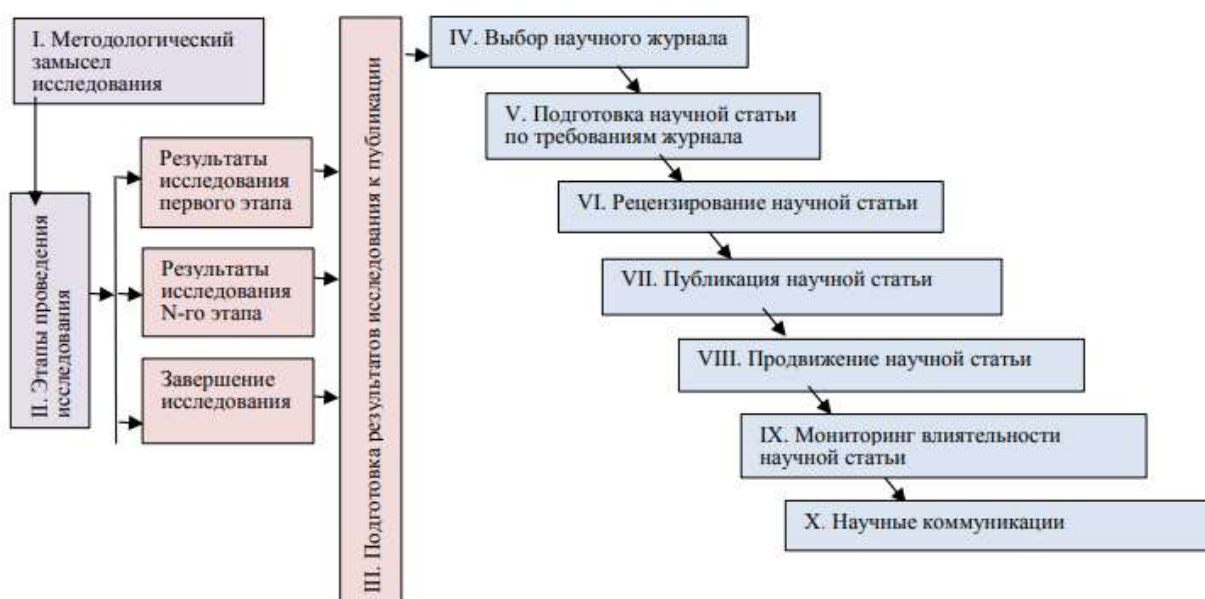 I. Методологический
замысел
исследования
II. Этапы проведения
исследования
Результаты
исследования
первого этапа
Результаты
исследования
N-го этапа
Завершение
исследования
III. Подготовка результатов исследования к публикации
IV. Выбор научного журнала
V. Подготовка научной статьи
по требованиям журнала
VI. Рецензирование научной статьи
VII. Публикация научной статьи
VIII. Продвижение научной статьи
IX. Мониторинг влиятельности
научной статьи
X. Научные коммуникации